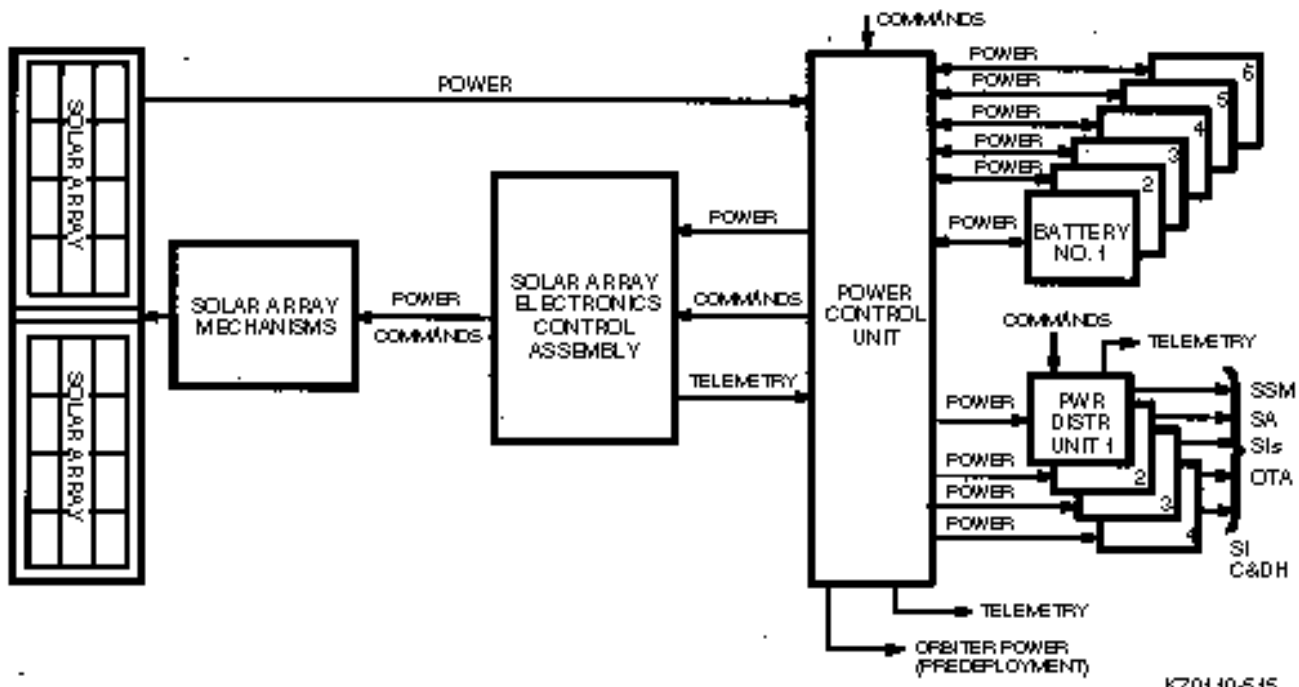 COMMANDS
POWER
POWER
POWER
POWER
POWER
POWER
6
5
4
3
2
SOLAR ARRAY
POWER
POWER
BATTERY
NO. 1
SOLAR ARRAY
MECHANISMS
POWER
COMMANDS
SOLAR ARRAY
ELECTRONICS
CONTROL
ASSEMBLY
COMMANDS
POWER
CONTROL
UNIT
COMMANDS
TELEMETRY
SOLAR ARRAY
TELEMETRY
POWER
PWR
DISTR
UNIT 1
SSM
SA
SIs
OTA
POWER
2
POWER
3
POWER
4
SI
C&DH
TELEMETRY
ORBITER POWER
(PREDEPLOYMENT)